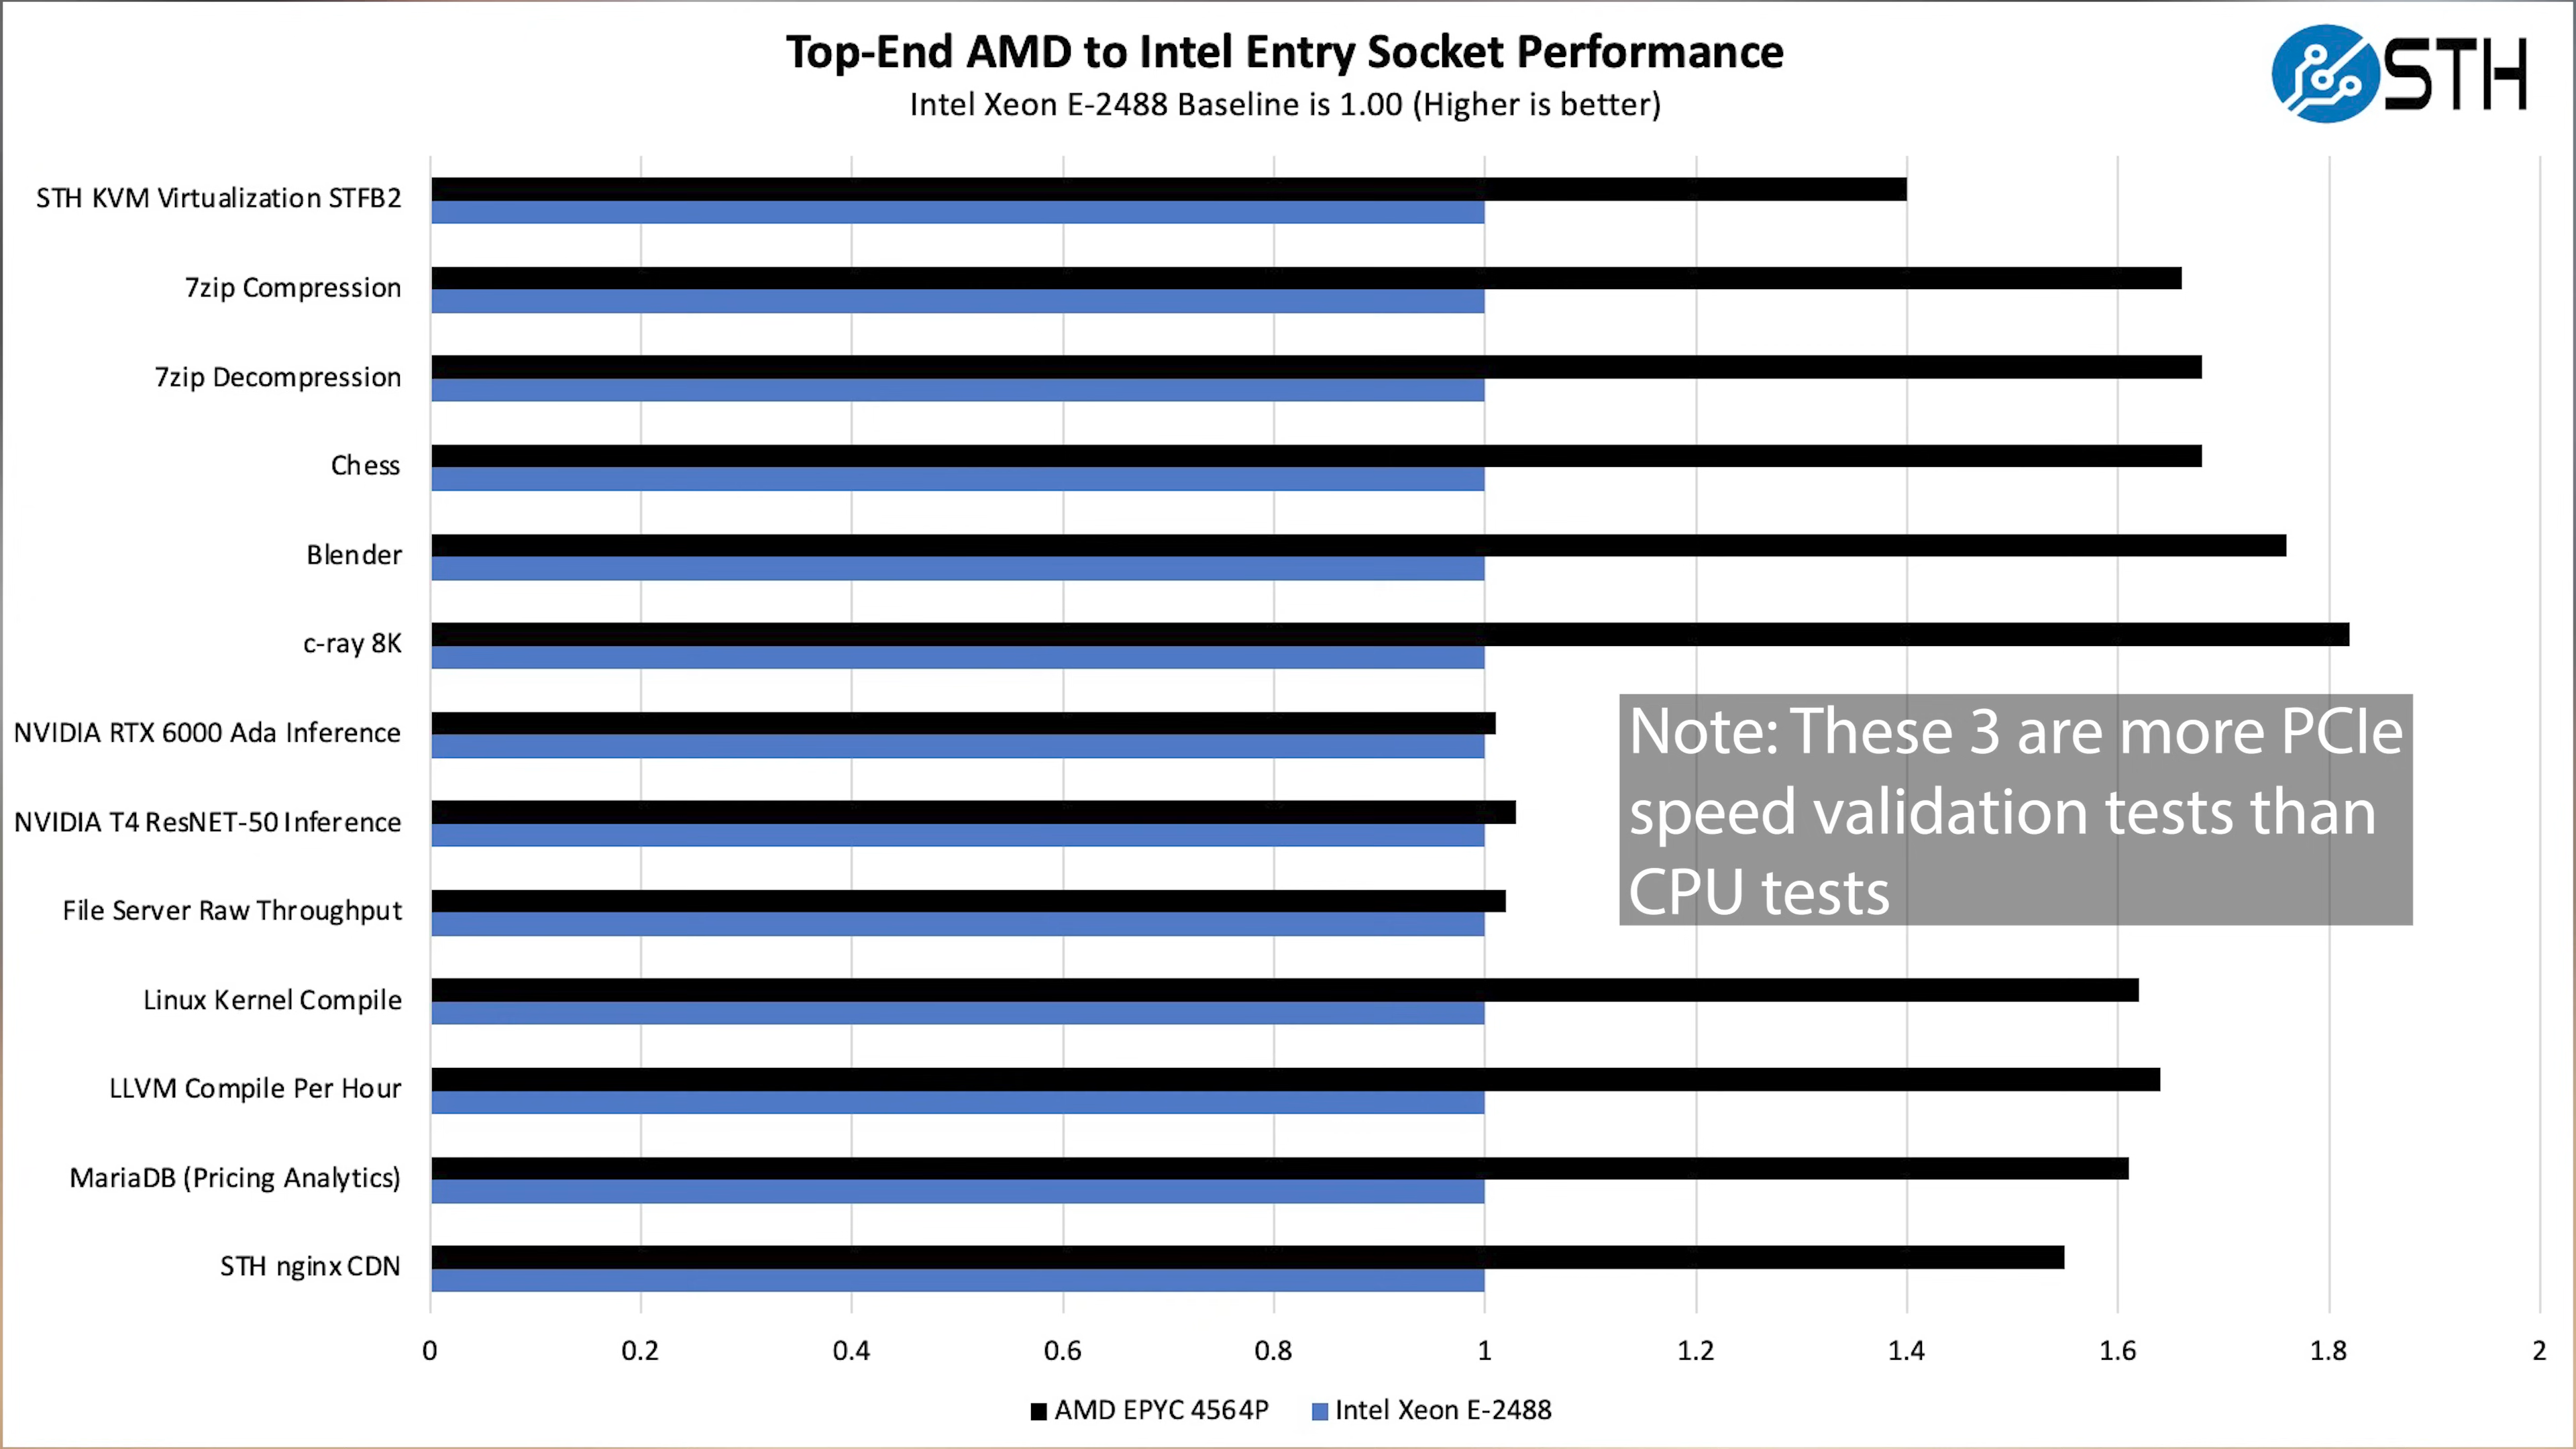 Top-End AMD to Intel Entry Socket Performance
Intel Xeon E-2488 Baseline is 1.00 (Higher is better)
STH
STH KVM Virtualization STFB2
7zip Compression
7zip Decompression
Chess
Blender
c-ray 8K
NVIDIA RTX 6000 Ada Inference
NVIDIA T4 ResNET-50 Inference
File Server Raw Throughput
Linux Kernel Compile
LLVM Compile Per Hour
MariaDB (Pricing Analytics)
STH nginx CDN
Note: These 3 are more PCIe
speed validation tests than
CPU tests
0 0.2 0.4 0.6 0.8 1 1.2 1.4 1.6 1.8 2
AMD EPYC 4564P Intel Xeon E-2488